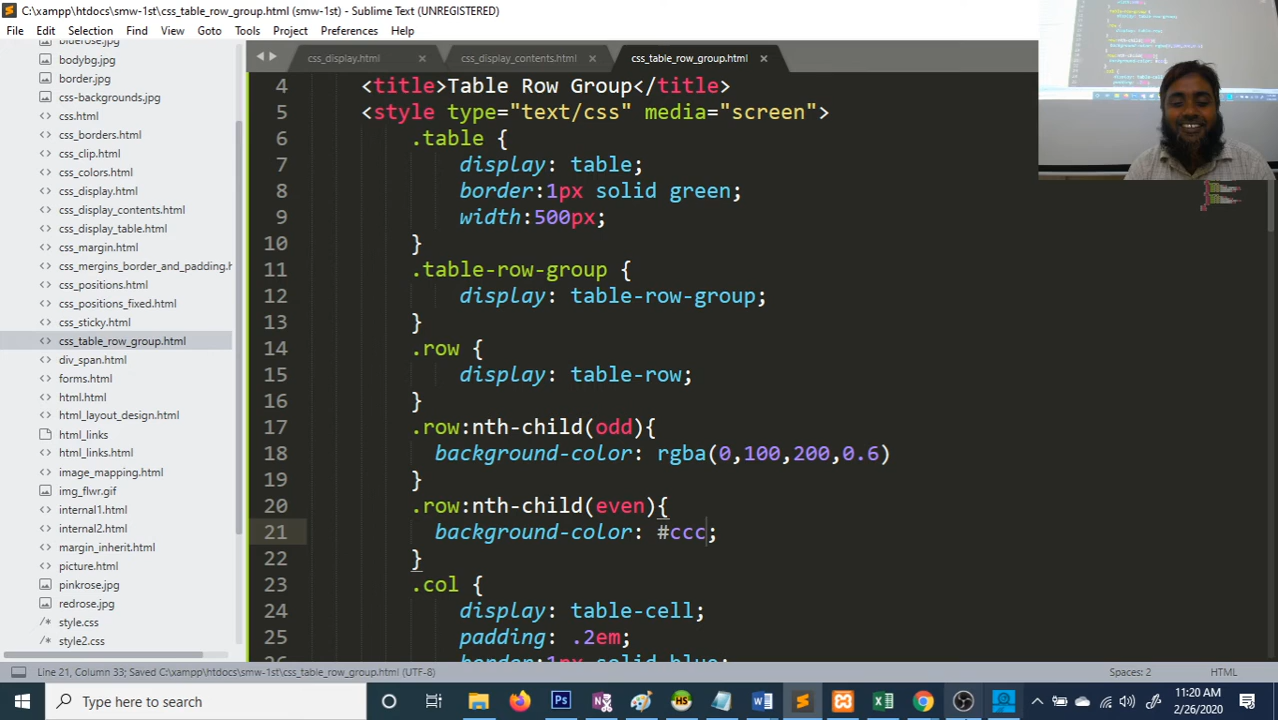 C:\xampp\htdocs\smw-1st\css_table_row_group.html (smw-1st) - Sublime Text (UNREGISTERED)
File Edit Selection Find View Goto Tools Project Preferences Help
bluerose.jpg
bodybg.jpg
border.jpg
css-backgrounds.jpg
css.html
css_borders.html
css_clip.html
css_colors.html
css_display.html
css_display_contents.html
css_display_table.html
css_margin.html
css_mergins_border_and_padding.h
css_positions.html
css_positions_fixed.html
css_sticky.html
css_table_row_group.html
div_span.html
forms.html
html.html
html_layout_design.html
html_links
html_links.html
image_mapping.html
img_flwr.gif
internal1.html
internal2.html
margin_inherit.html
picture.html
pinkrose.jpg
redrose.jpg
style.css
style2.css
css_display.html × css_display_contents.html × css_table_row_group.html ×
4 <title>Table Row Group</title>
5 <style type="text/css" media="screen">
6 .table {
7 display: table;
8 border:1px solid green;
9 width:500px;
10 }
11 .table-row-group {
12 display: table-row-group;
13 }
14 .row {
15 display: table-row;
16 }
17 .row:nth-child(odd){
18 background-color: rgba(0,100,200,0.6)
19 }
20 .row:nth-child(even){
21 background-color: #ccc;
22 }
23 .col {
24 display: table-cell;
25 padding: .2em;
26 border:1px solid blue;
Line 21, Column 33; Saved C:\xampp\htdocs\smw-1st\css_table_row_group.html (UTF-8) Spaces: 2 HTML
Type here to search
11:20 AM
2/26/2020